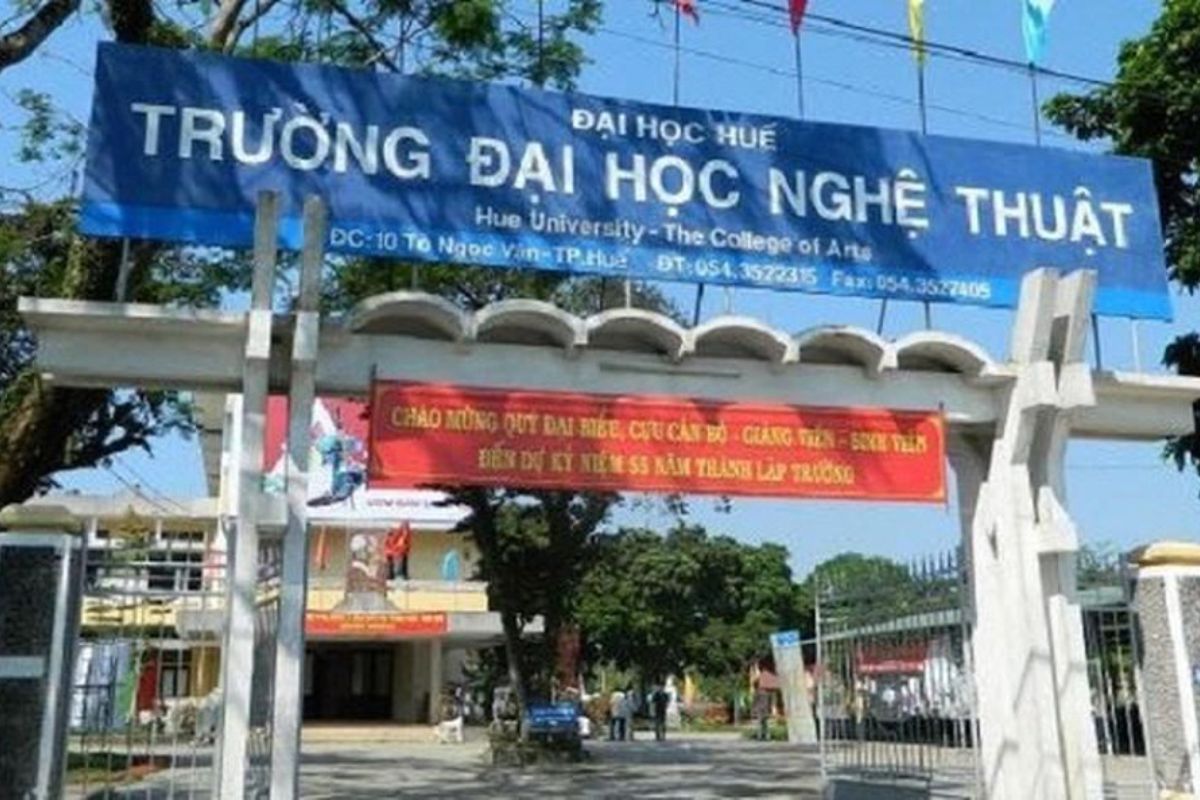 ĐẠI HỌC HUẾ
TRƯỜNG ĐẠI HỌC NGHỆ THUẬT
Hue University - The College of Arts
ĐC: 10 Tô Ngọc Vân - TP.Huế ĐT: 054.3522315 Fax: 054.3527405
CHÀO MỪNG QUÝ ĐẠI BIỂU, CỰU CÁN BỘ - GIẢNG VIÊN - SINH VIÊN
ĐẾN DỰ KỶ NIỆM 55 NĂM THÀNH LẬP TRƯỜNG